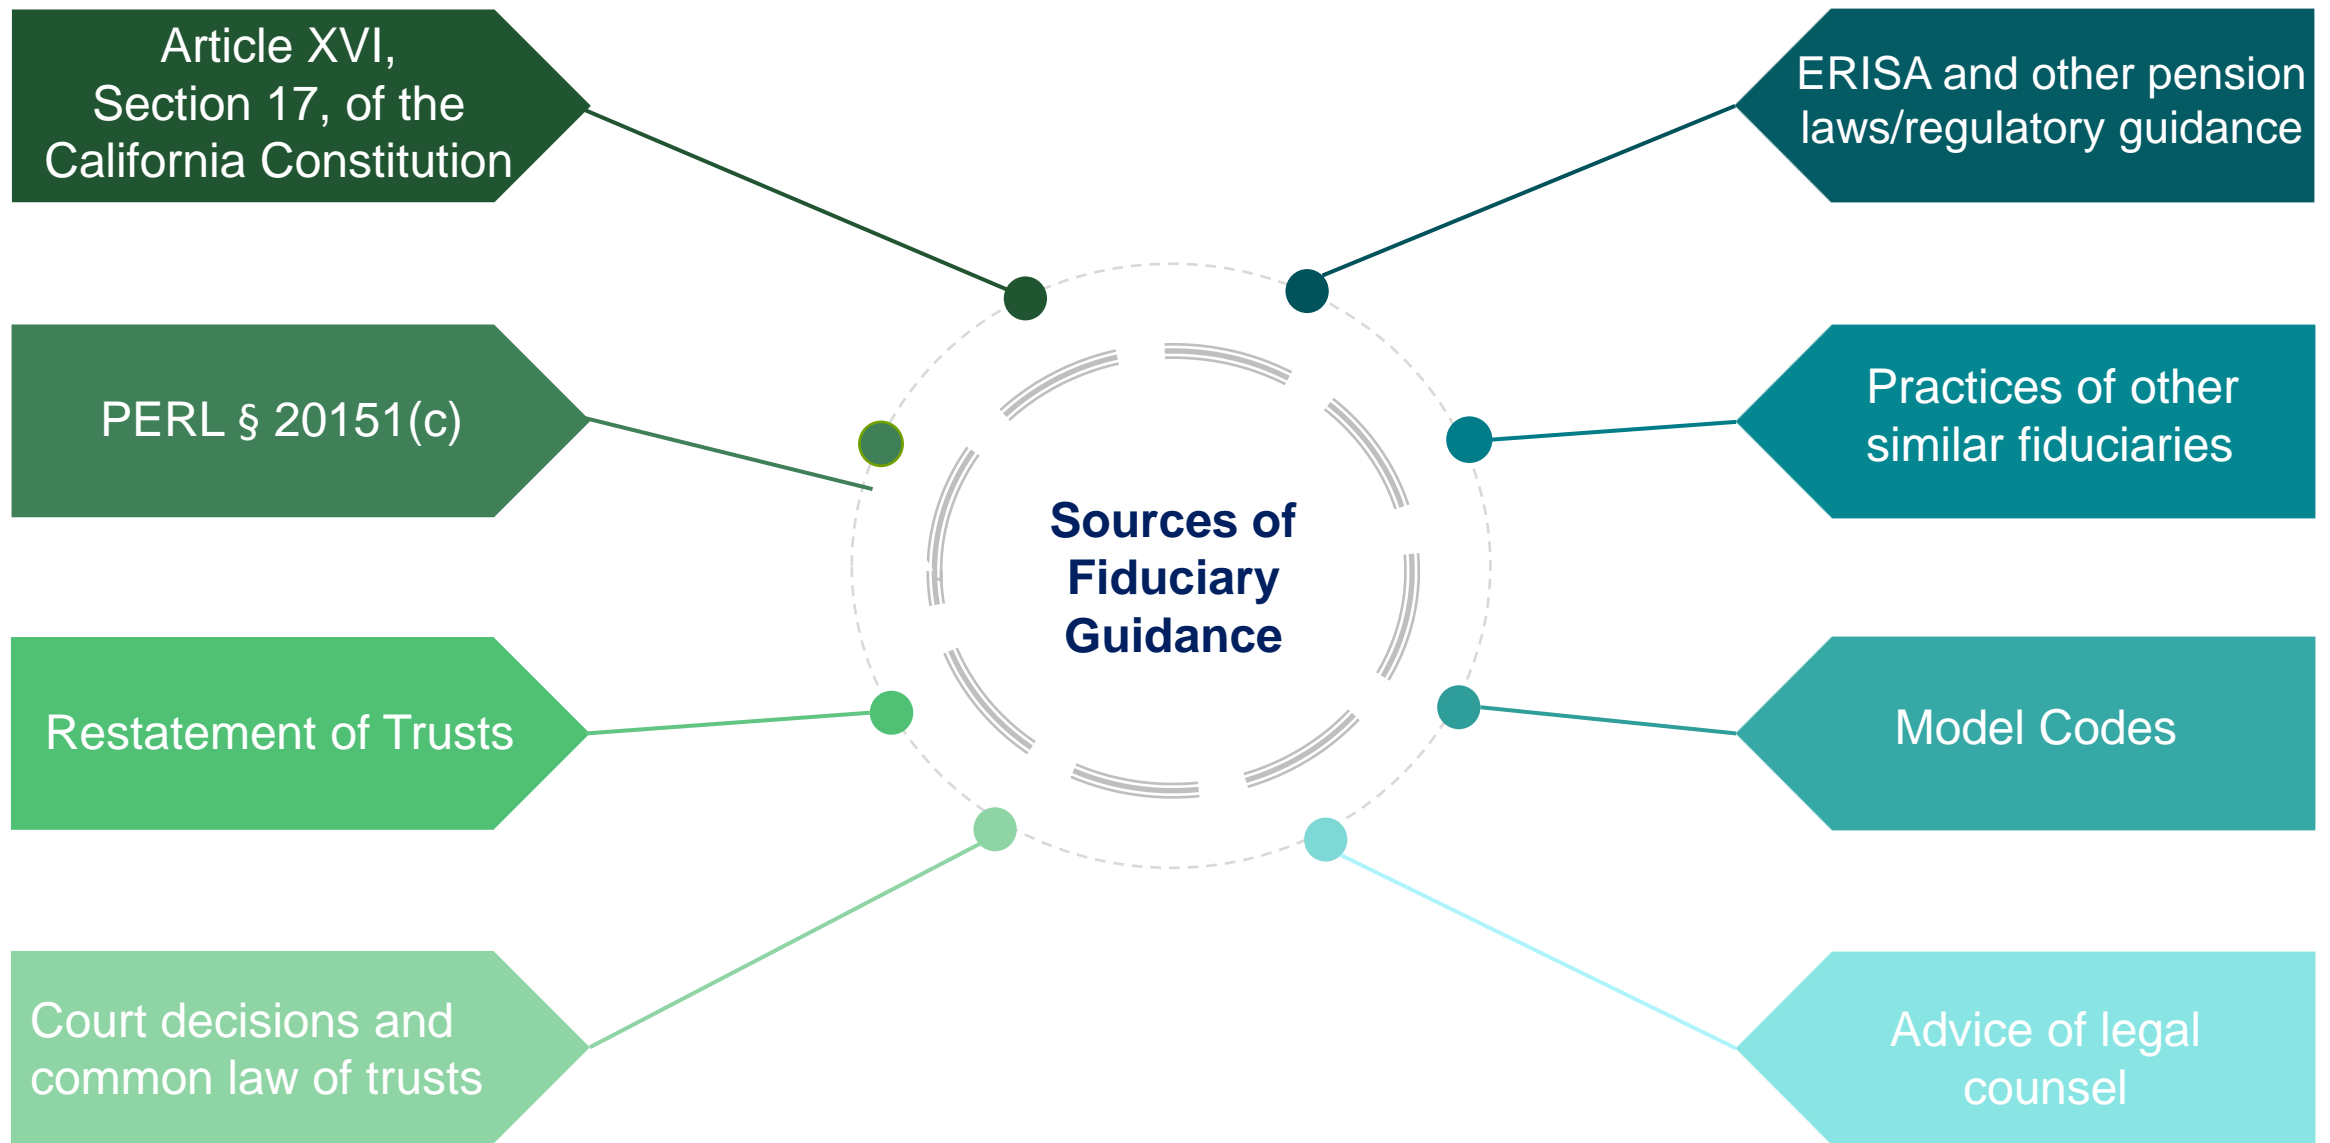 Article XVI,
Section 17, of the
California Constitution
PERL § 20151(c)
Restatement of Trusts
Court decisions and
common law of trusts
Sources of
Fiduciary
Guidance
ERISA and other pension
laws/regulatory guidance
Practices of other
similar fiduciaries
Model Codes
Advice of legal
counsel